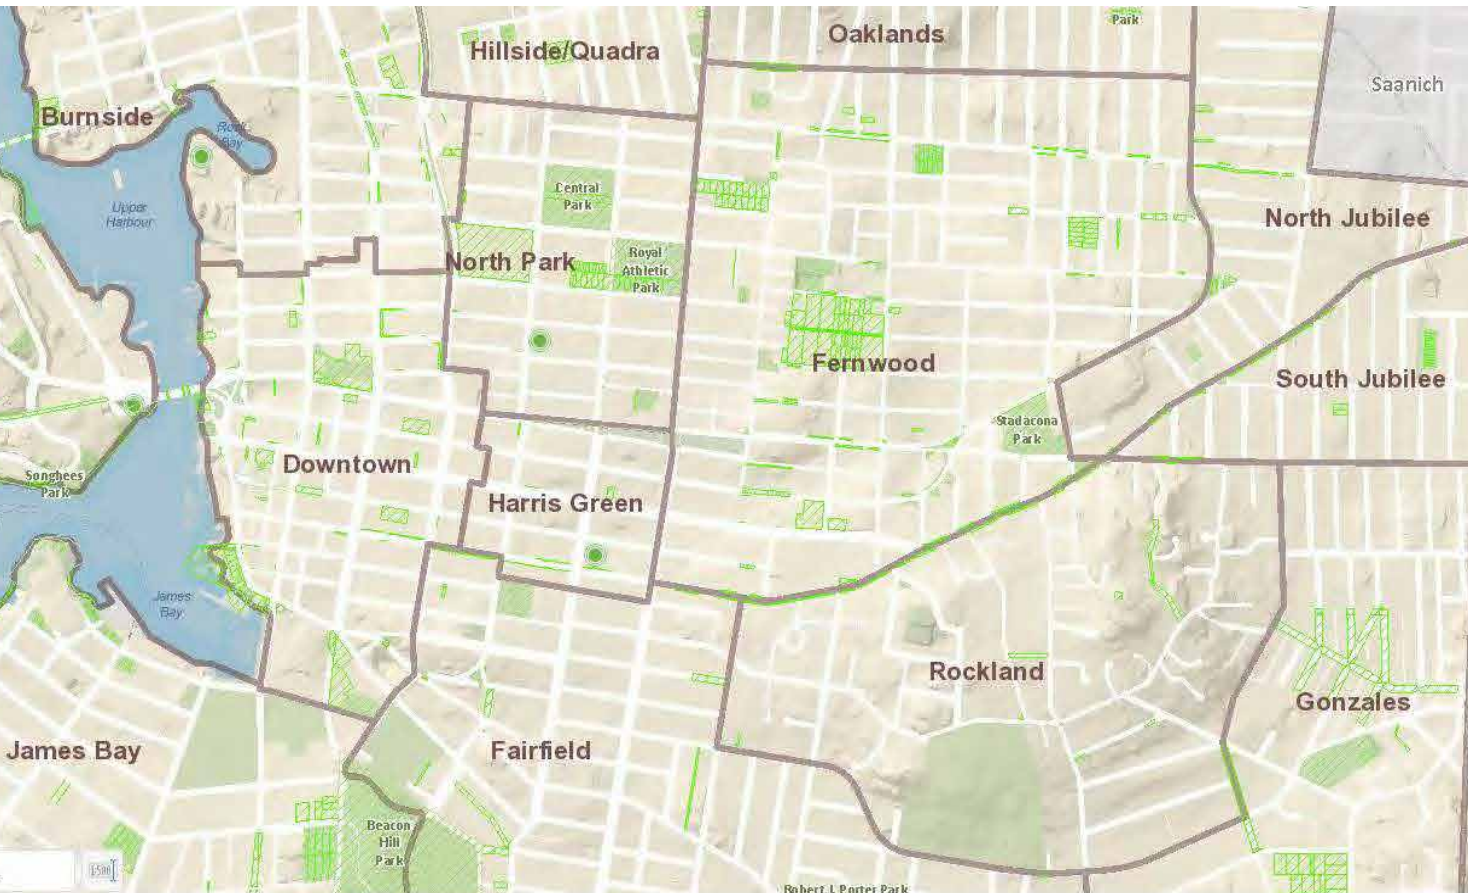 Oaklands
Park
Hillside/Quadra
Saanich
Burnside
Rock
Bay
Central
Park
Upper
Harbour
North Jubilee
North Park
Royal
Athletic
Park
Fernwood
South Jubilee
Stadacona
Park
Downtown
Songhees
Park
Harris Green
James
Bay
Rockland
Gonzales
James Bay
Fairfield
Beacon
Hill
Park
Robert L Porter Park